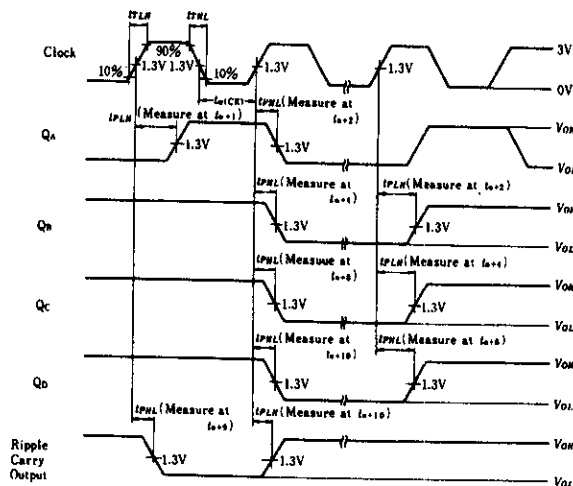 tTLH tTHL
Clock 10% 90% 1.3V 1.3V 10% 1.3V 1.3V 3V
0V
tw(CK)
tPLH (Measure at tn+1) tPHL (Measure at tn+2)
QA 1.3V 1.3V VOH
VOL
tPHL (Measure at tn+4) tPLH (Measure at tn+2)
QB 1.3V 1.3V VOH
VOL
tPHL (Measuue at tn+8) tPLH (Measure at tn+4)
QC 1.3V 1.3V VOH
VOL
tPHL (Measure at tn+10) tPLH (Measure at tn+8)
QD 1.3V 1.3V VOH
VOL
tPHL (Measure at tn+9) tPLH (Measure at tn+10)
Ripple
Carry
Output
1.3V 1.3V VOH
VOL